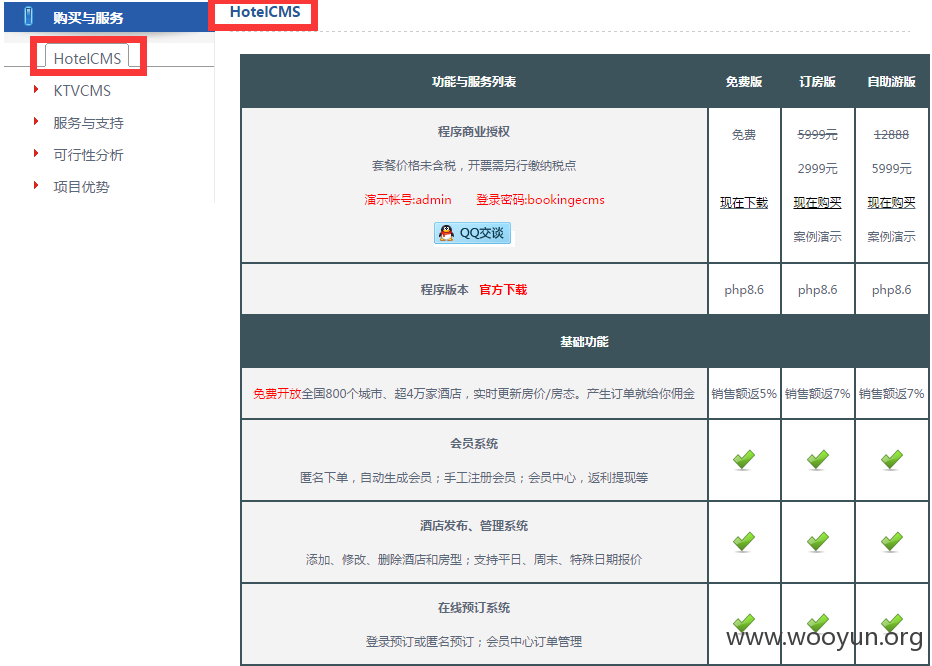 购买与服务
HotelCMS
HotelCMS
KTVCMS
服务与支持
可行性分析
项目优势
功能与服务列表 免费版 订房版 自助游版
程序商业授权 免费 5999元 12888
套餐价格未含税，开票需另行缴纳税点 2999元 5999元
演示帐号:admin 登录密码:bookingecms 现在下载 现在购买 现在购买
QQ交谈 案例演示 案例演示
程序版本 官方下载 php8.6 php8.6 php8.6
基础功能
免费开放全国800个城市、超4万家酒店，实时更新房价/房态。产生订单就给你佣金 销售额返5% 销售额返7% 销售额返7%
会员系统
匿名下单，自动生成会员；手工注册会员；会员中心，返利提现等
酒店发布、管理系统
添加、修改、删除酒店和房型；支持平日、周末、特殊日期报价
在线预订系统
登录预订或匿名预订；会员中心订单管理
www.wooyun.org